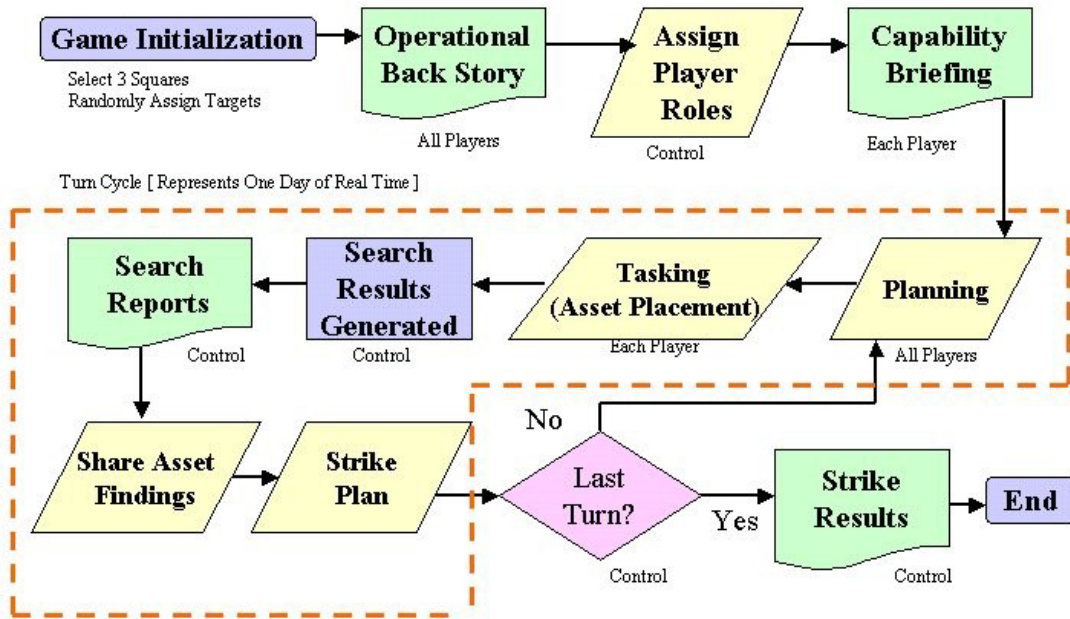 Game Initialization
Select 3 Squares
Randomly Assign Targets
Operational
Back Story
All Players
Assign
Player
Roles
Control
Capability
Briefing
Each Player
Turn Cycle [ Represents One Day of Real Time ]
Planning
All Players
Tasking
(Asset Placement)
Each Player
Search
Results
Generated
Control
Search
Reports
Control
Share Asset
Findings
Strike
Plan
Last
Turn?
Control
No
Yes
Strike
Results
Control
End